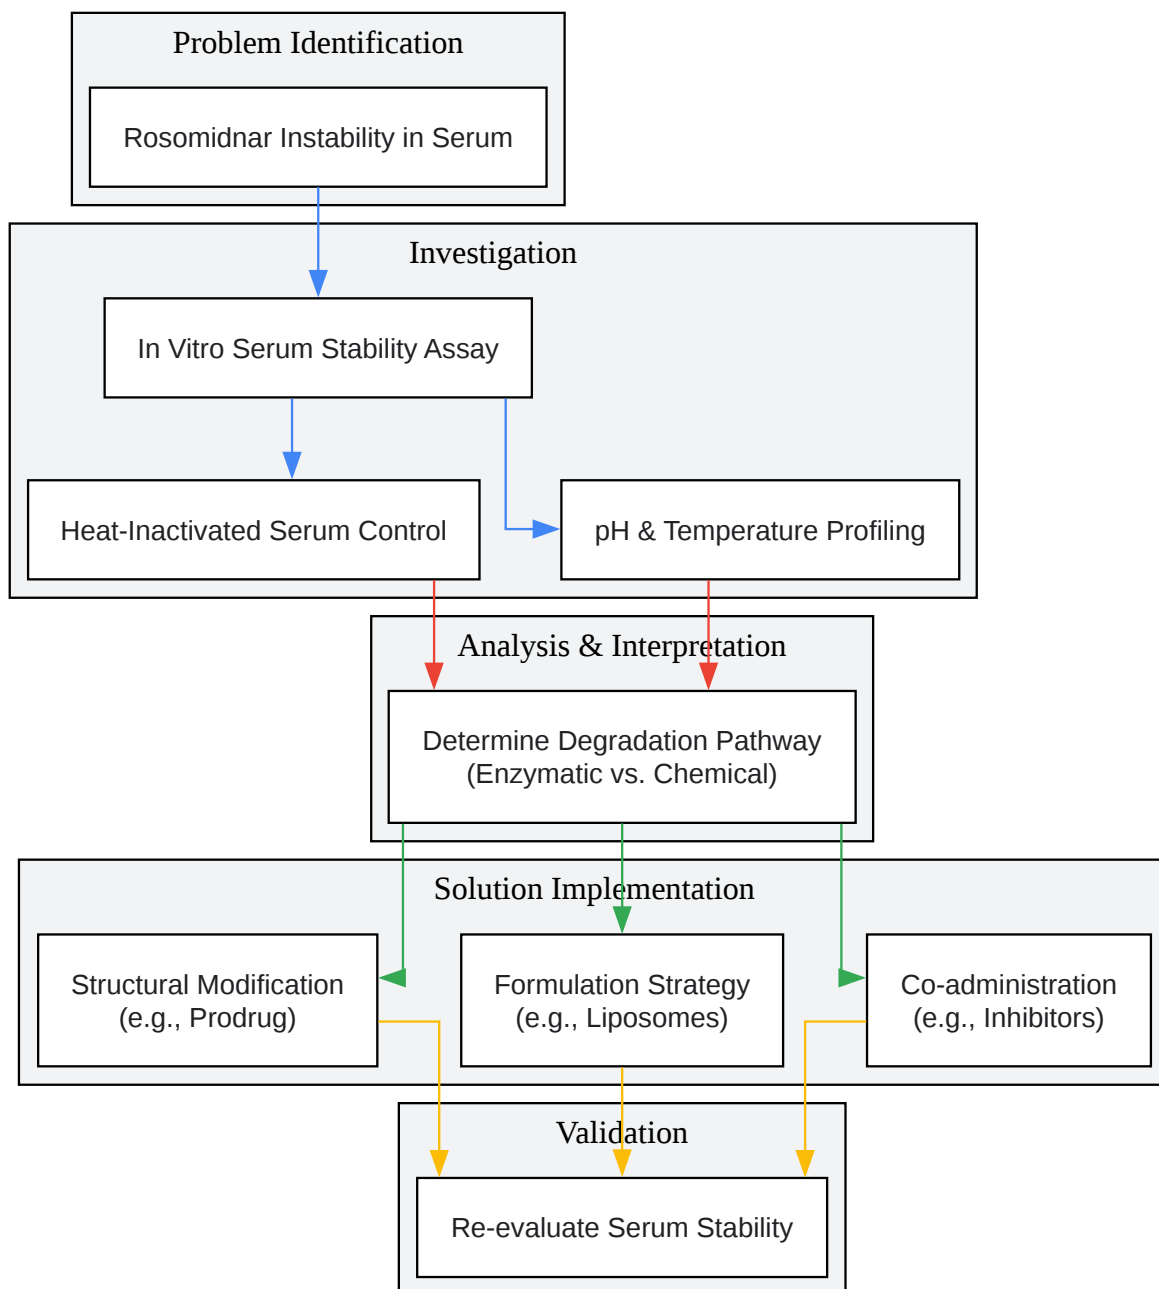 Problem Identification
Rosomidnar Instability in Serum
Investigation
In Vitro Serum Stability Assay
Heat-Inactivated Serum Control
pH & Temperature Profiling
Analysis & Interpretation
Determine Degradation Pathway
(Enzymatic vs. Chemical)
Solution Implementation
Structural Modification
(e.g., Prodrug)
Formulation Strategy
(e.g., Liposomes)
Co-administration
(e.g., Inhibitors)
Validation
Re-evaluate Serum Stability